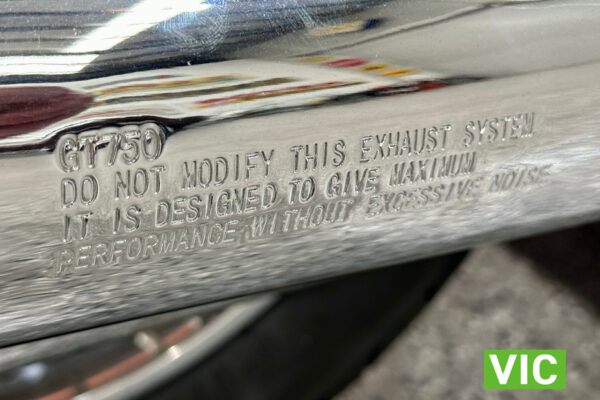 GT750
DO NOT MODIFY THIS EXHAUST SYSTEM
IT IS DESIGNED TO GIVE MAXIMUM
PERFORMANCE WITHOUT EXCESSIVE NOISE
VIC